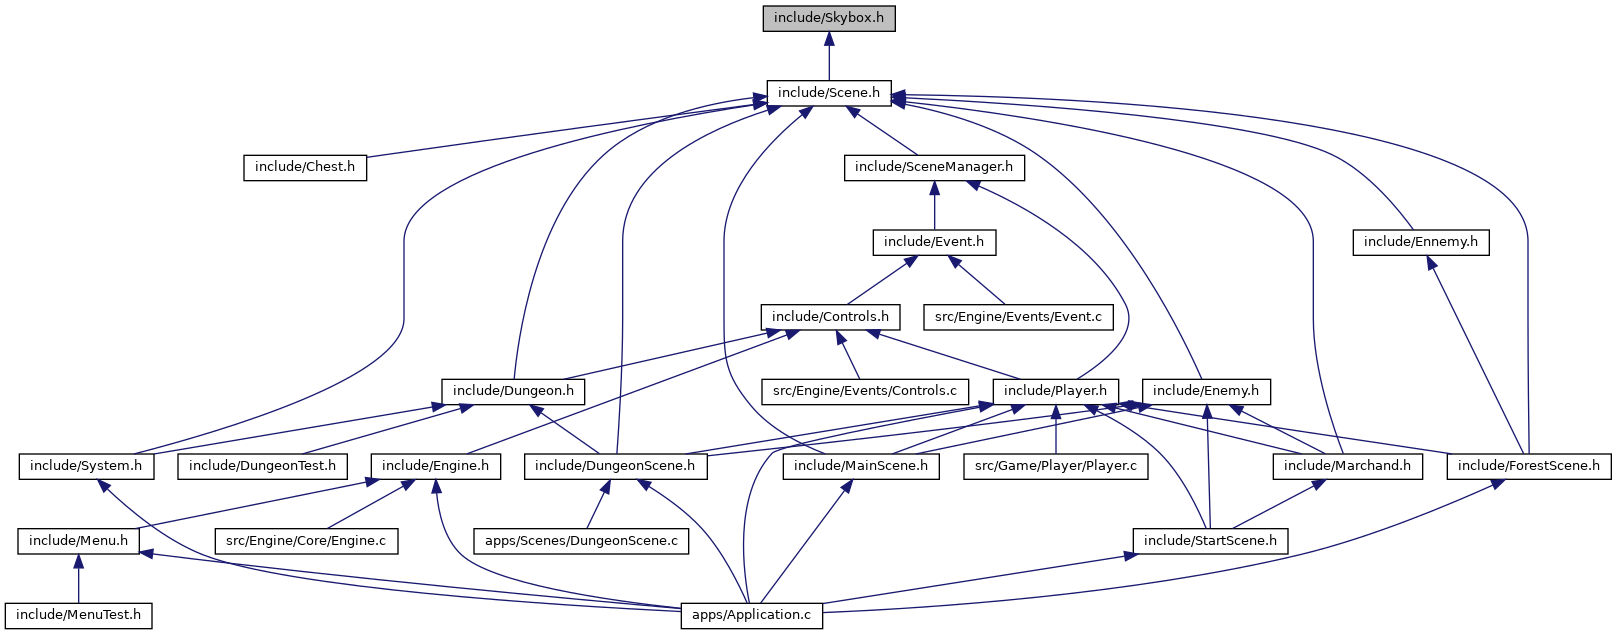 include/Skybox.h
include/Scene.h
include/Chest.h
include/SceneManager.h
include/Event.h
include/Ennemy.h
include/Controls.h
src/Engine/Events/Event.c
include/Dungeon.h
src/Engine/Events/Controls.c
include/Player.h
include/Enemy.h
include/System.h
include/DungeonTest.h
include/Engine.h
include/DungeonScene.h
include/MainScene.h
src/Game/Player/Player.c
include/Marchand.h
include/ForestScene.h
include/Menu.h
src/Engine/Core/Engine.c
apps/Scenes/DungeonScene.c
include/StartScene.h
include/MenuTest.h
apps/Application.c